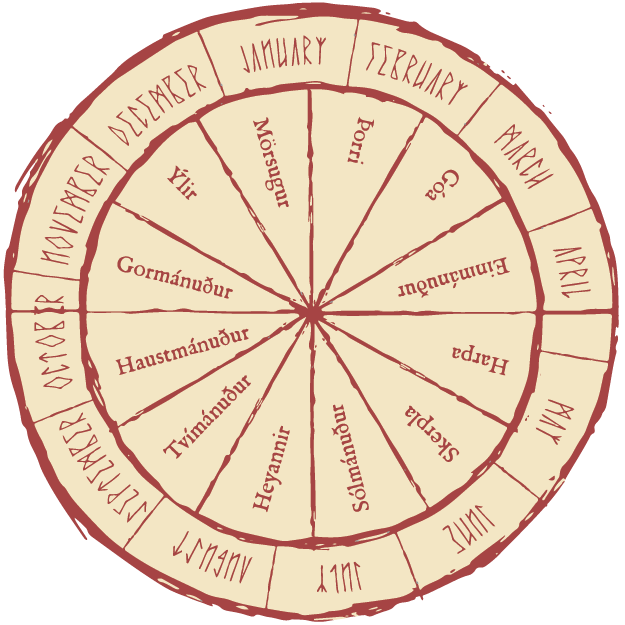 JANUARY
FEBRUARY
MARCH
APRIL
MAY
JUNE
JULY
AUGUST
SEPTEMBER
OCTOBER
NOVEMBER
DECEMBER
Þorri
Góa
Einmánuður
Harpa
Skerpla
Sólmánuður
Heyannir
Tvímánuður
Haustmánuður
Gormánuður
Ýlir
Mörsugur